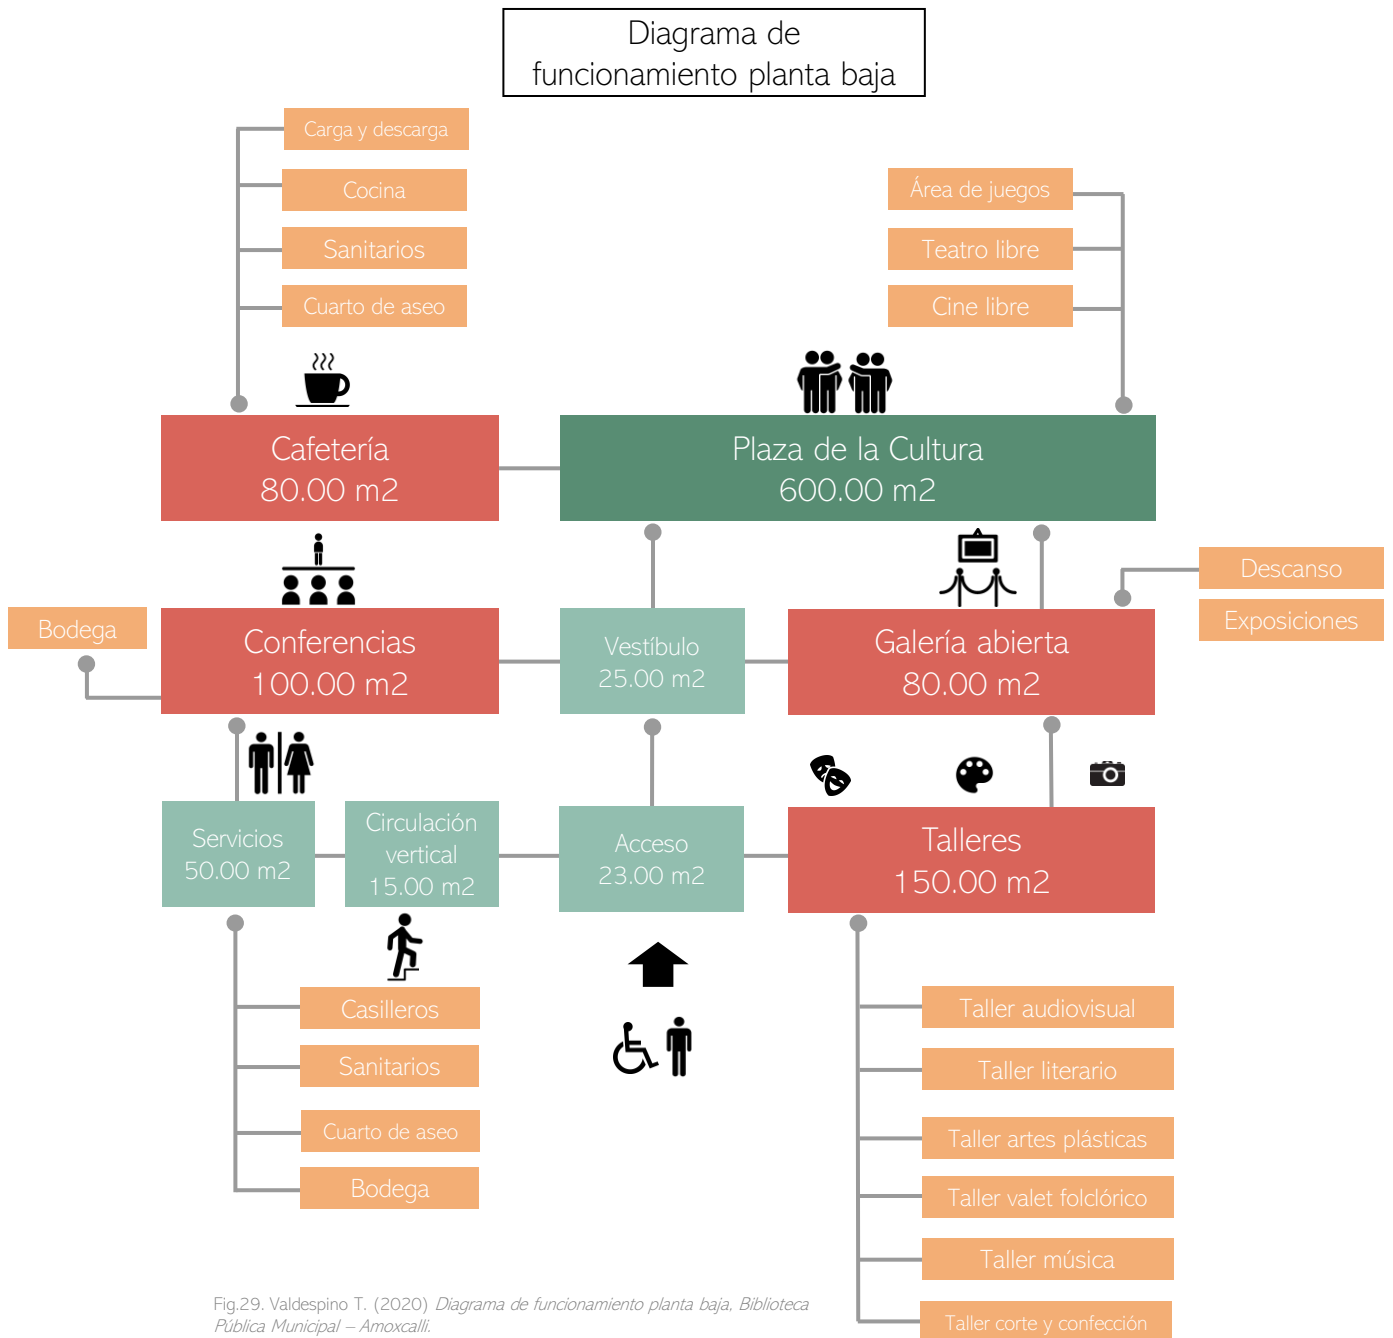 Diagrama de
funcionamiento planta baja
Carga y descarga
Cocina
Sanitarios
Cuarto de aseo
Área de juegos
Teatro libre
Cine libre
Cafetería
80.00 m2
Plaza de la Cultura
600.00 m2
Descanso
Exposiciones
Bodega
Conferencias
100.00 m2
Vestíbulo
25.00 m2
Galería abierta
80.00 m2
Servicios
50.00 m2
Circulación
vertical
15.00 m2
Acceso
23.00 m2
Talleres
150.00 m2
Casilleros
Sanitarios
Cuarto de aseo
Bodega
Taller audiovisual
Taller literario
Taller artes plásticas
Taller valet folclórico
Taller música
Taller corte y confección
Fig.29. Valdespino T. (2020) Diagrama de funcionamiento planta baja, Biblioteca
Pública Municipal – Amoxcalli.